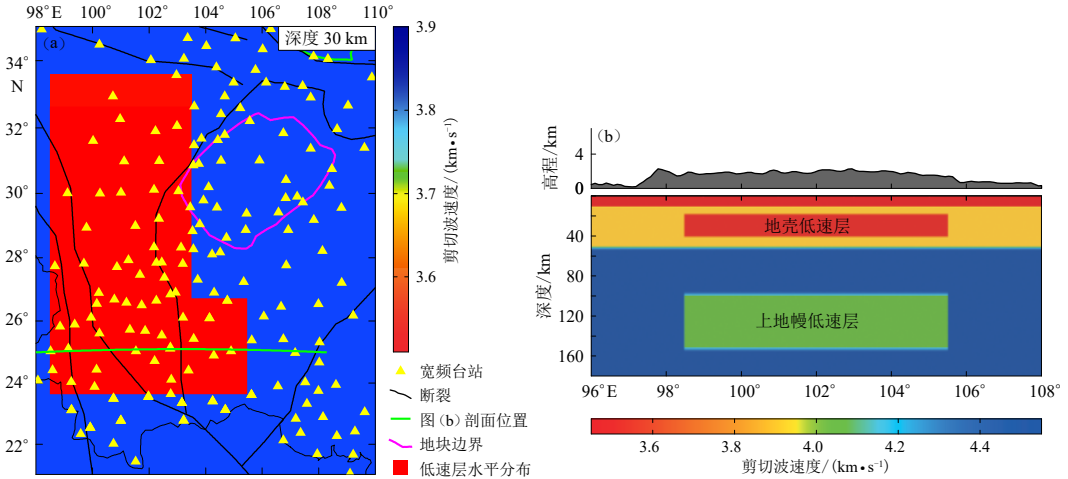 98° E 100° 102° 104° 106° 108° 110°
(a)
深度 30 km
34°
N
32°
30°
28°
26°
24°
22°
3.9
3.8
3.7
3.6
剪切波速度/(km•s⁻¹)
宽频台站
断裂
图(b)剖面位置
地块边界
低速层水平分布
(b)
高程/km
4
0
深度/km
40
80
120
160
地壳低速层
上地幔低速层
96° E 98° 100° 102° 104° 106° 108°
3.6 3.8 4.0 4.2 4.4
剪切波速度/(km•s⁻¹)